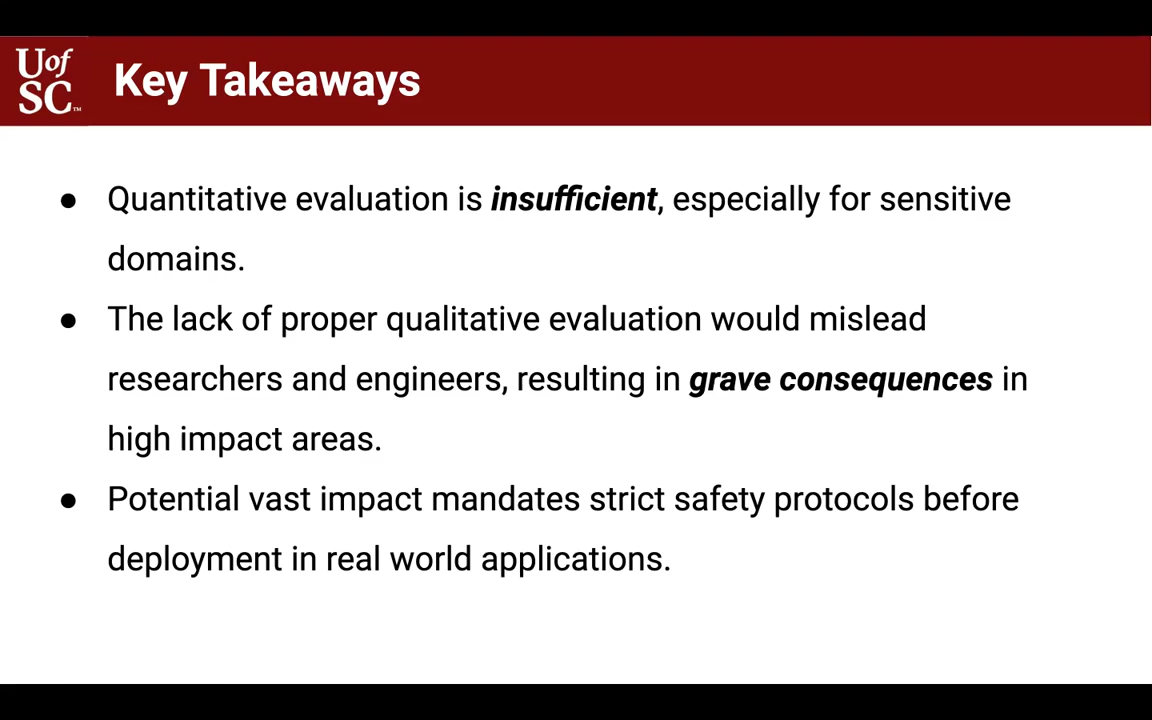 Uof
SC™
Key Takeaways
● Quantitative evaluation is insufficient, especially for sensitive
domains.
● The lack of proper qualitative evaluation would mislead
researchers and engineers, resulting in grave consequences in
high impact areas.
● Potential vast impact mandates strict safety protocols before
deployment in real world applications.